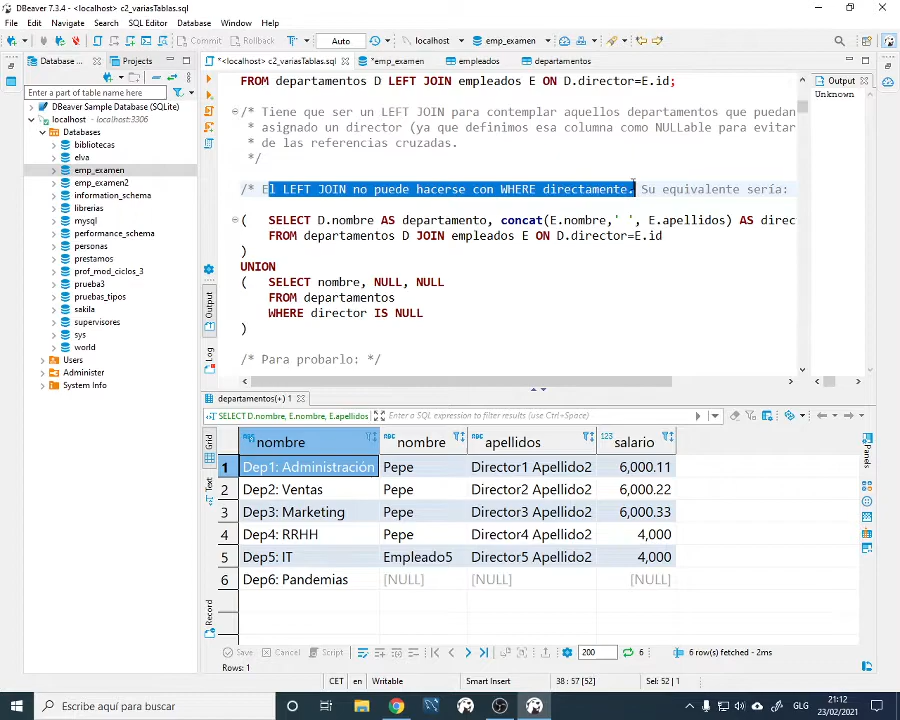 DBeaver 7.3.4 - <localhost> c2_variasTablas.sql
File Edit Navigate Search SQL Editor Database Window Help
Commit Rollback Auto localhost emp_examen
Database ... Projects
*<localhost> c2_variasTablas.sql *emp_examen empleados departamentos
Output
Unknown
Enter a part of table name here
DBeaver Sample Database (SQLite)
localhost localhost:3306
Databases
bibliotecas
elva
emp_examen
emp_examen2
information_schema
librerias
mysql
performance_schema
personas
prestamos
prof_mod_ciclos_3
prueba3
pruebas_tipos
sakila
supervisores
sys
world
Users
Administer
System Info
FROM departamentos D LEFT JOIN empleados E ON D.director=E.id;
/* Tiene que ser un LEFT JOIN para contemplar aquellos departamentos que puedan
* asignado un director (ya que definimos esa columna como NULLable para evitar
* de las referencias cruzadas.
*/
/* El LEFT JOIN no puede hacerse con WHERE directamente. Su equivalente sería:
( SELECT D.nombre AS departamento, concat(E.nombre,' ', E.apellidos) AS direc
FROM departamentos D JOIN empleados E ON D.director=E.id
)
UNION
( SELECT nombre, NULL, NULL
FROM departamentos
WHERE director IS NULL
)
/* Para probarlo: */
Output
Log
departamentos(+) 1
SELECT D.nombre, E.nombre, E.apellidos Enter a SQL expression to filter results (use Ctrl+Space)
Grid
Text
Record
Panels
nombre nombre apellidos salario
1 Dep1: Administración Pepe Director1 Apellido2 6,000.11
2 Dep2: Ventas Pepe Director2 Apellido2 6,000.22
3 Dep3: Marketing Pepe Director3 Apellido2 6,000.33
4 Dep4: RRHH Pepe Director4 Apellido2 4,000
5 Dep5: IT Empleado5 Director5 Apellido2 4,000
6 Dep6: Pandemias [NULL] [NULL] [NULL]
Save Cancel Script 200 6 6 row(s) fetched - 2ms
Rows: 1
CET en Writable Smart Insert 38 : 57 [52] Sel: 52 | 1
Escribe aquí para buscar
GLG
21:12
23/02/2021